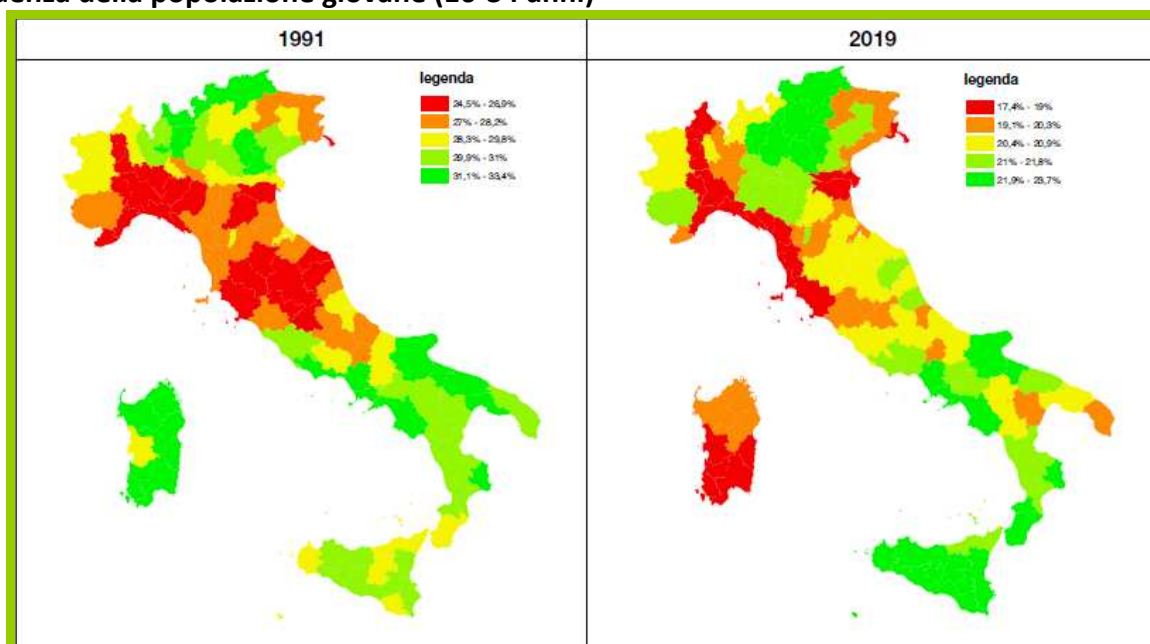 della popolazione giovane
1991
2019
legenda
24,5% - 26,9%
27% - 28,2%
28,3% - 29,8%
29,9% - 31%
31,1% - 33,4%
legenda
17,4% - 19%
19,1% - 20,3%
20,4% - 20,9%
21% - 21,8%
21,9% - 23,7%